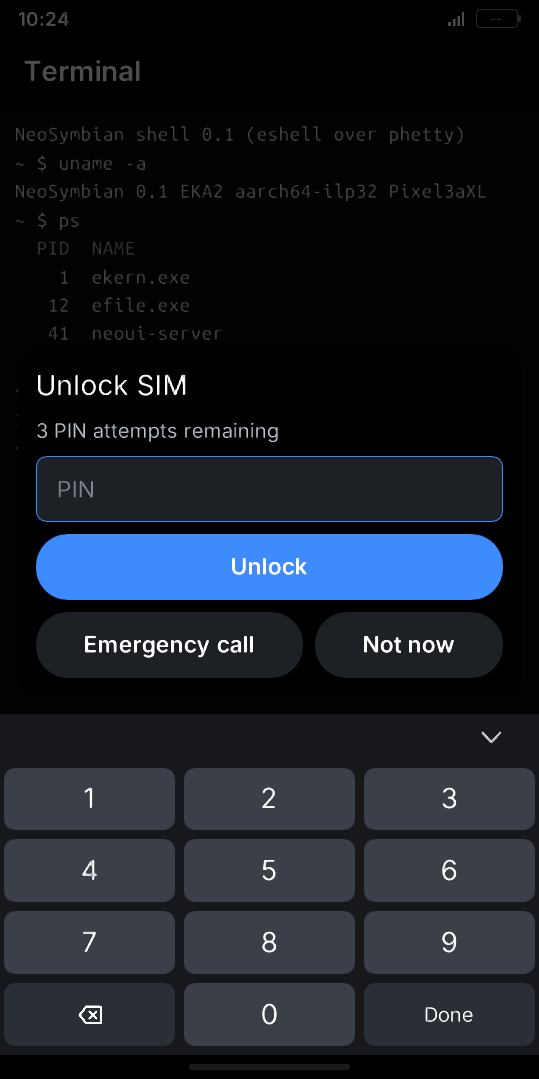 10:24
--
Terminal
NeoSymbian shell 0.1 (eshell over phetty)
~ $ uname -a
NeoSymbian 0.1 EKA2 aarch64-ilp32 Pixel3aXL
~ $ ps
PID NAME
1 ekern.exe
12 efile.exe
41 neoui-server
Unlock SIM
3 PIN attempts remaining
PIN
Unlock
Emergency call Not now
1 2 3
4 5 6
7 8 9
0 Done